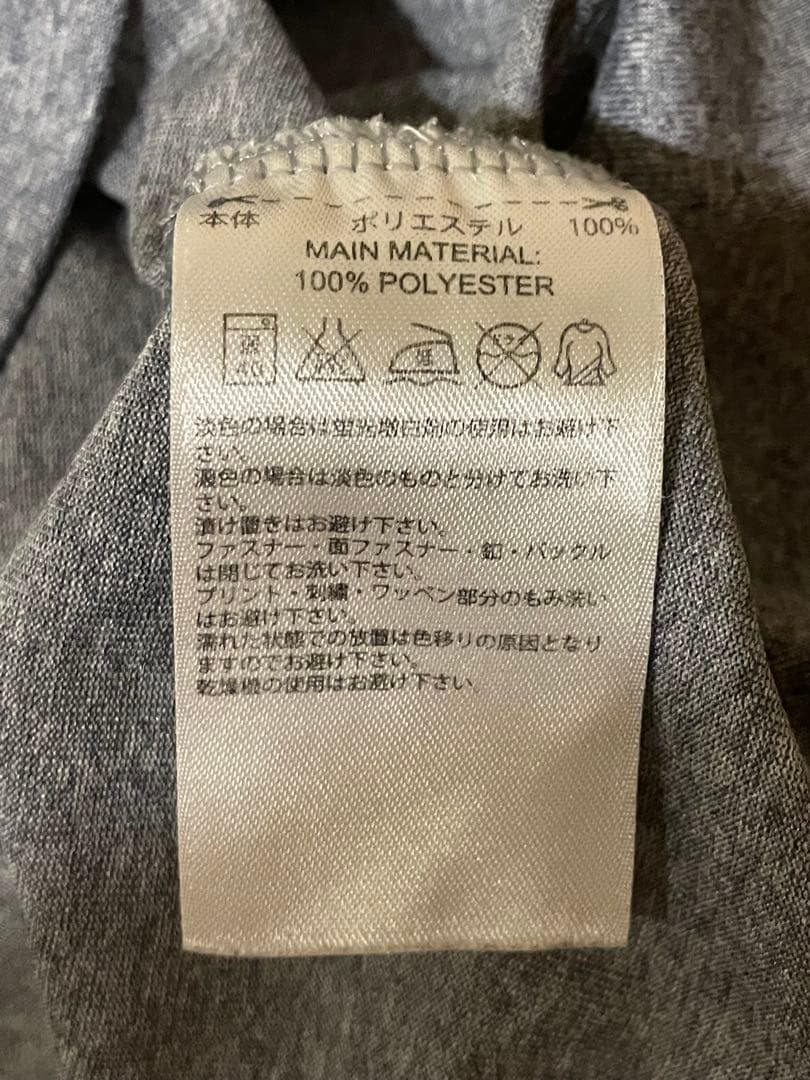 本体 ポリエステル 100%
MAIN MATERIAL:
100% POLYESTER
40
低
ドライ
淡色の場合は蛍光増白剤の使用はお避け下
さい。
濃色の場合は淡色のものと分けてお洗い下
さい。
漬け置きはお避け下さい。
ファスナー・面ファスナー・釦・バックル
は閉じてお洗い下さい。
プリント・刺繍・ワッペン部分のもみ洗い
はお避け下さい。
濡れた状態での放置は色移りの原因となり
ますのでお避け下さい。
乾燥機の使用はお避け下さい